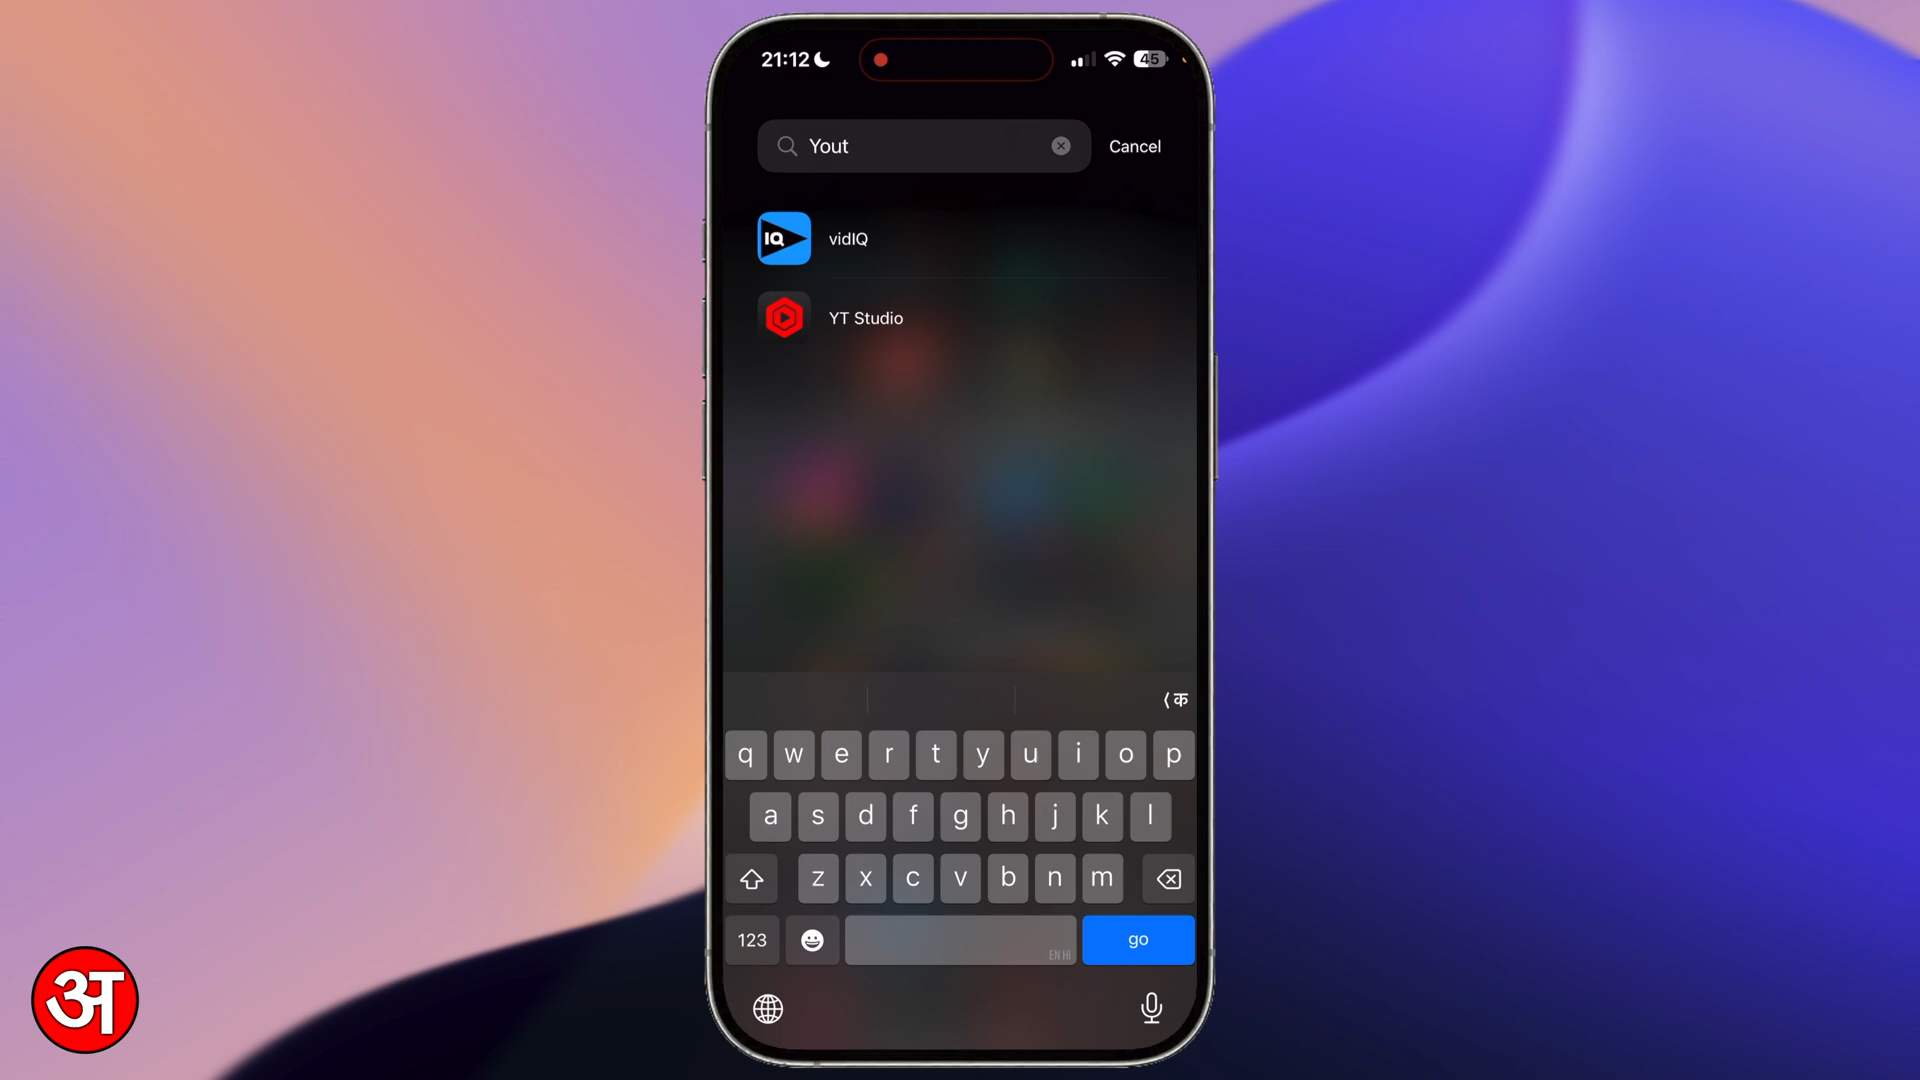 21:12
45
Yout
Cancel
IQ
vidIQ
YT Studio
क
q w e r t y u i o p
a s d f g h j k l
z x c v b n m
123
EN HI
go
अ